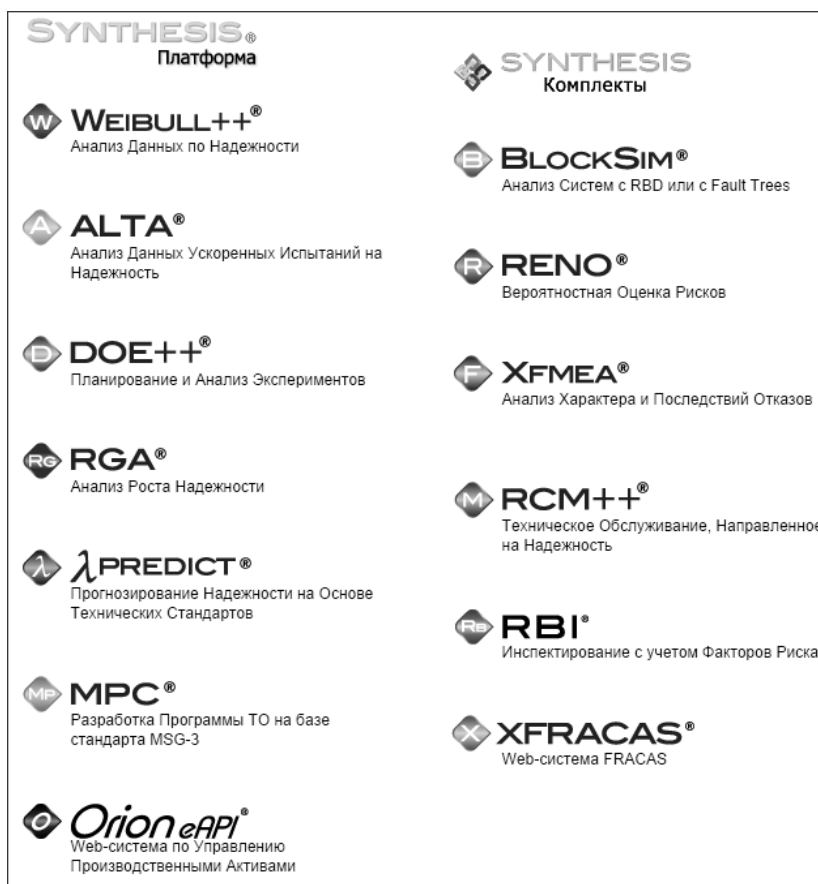 SYNTHESIS®
Платформа
W WEIBULL++®
Анализ Данных по Надежности
A ALTA®
Анализ Данных Ускоренных Испытаний на
Надежность
D DOE++®
Планирование и Анализ Экспериментов
RG RGA®
Анализ Роста Надежности
λ λPREDICT®
Прогнозирование Надежности на Основе
Технических Стандартов
MP MPC®
Разработка Программы ТО на базе
стандарта MSG-3
O Orion eAPI®
Web-система по Управлению
Производственными Активами
SYNTHESIS
Комплекты
B BLOCKSIM®
Анализ Систем с RBD или с Fault Trees
R RENO®
Вероятностная Оценка Рисков
F XFMEA®
Анализ Характера и Последствий Отказов
M RCM++®
Техническое Обслуживание, Направленное
на Надежность
RB RBI®
Инспектирование с учетом Факторов Риска
X XFRACAS®
Web-система FRACAS